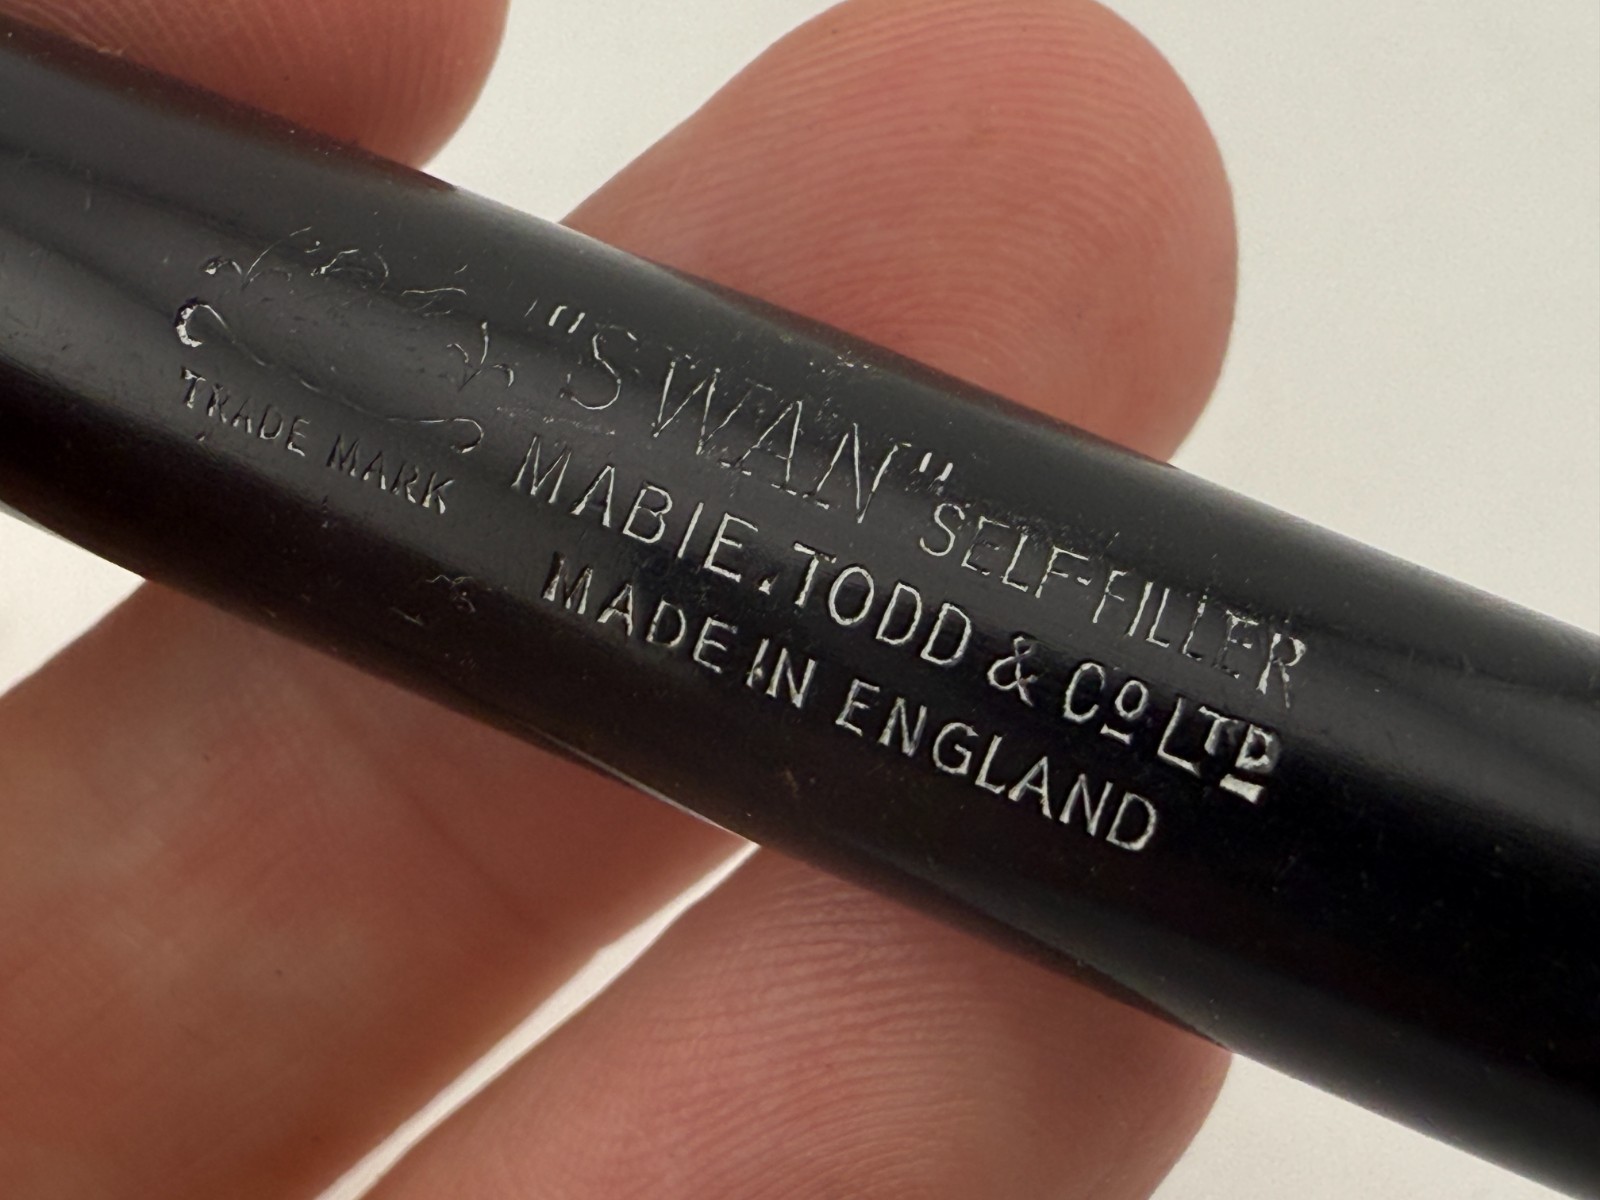 "SWAN" SELF-FILLER
MABIE. TODD & Co LTD
MADE IN ENGLAND
TRADE MARK